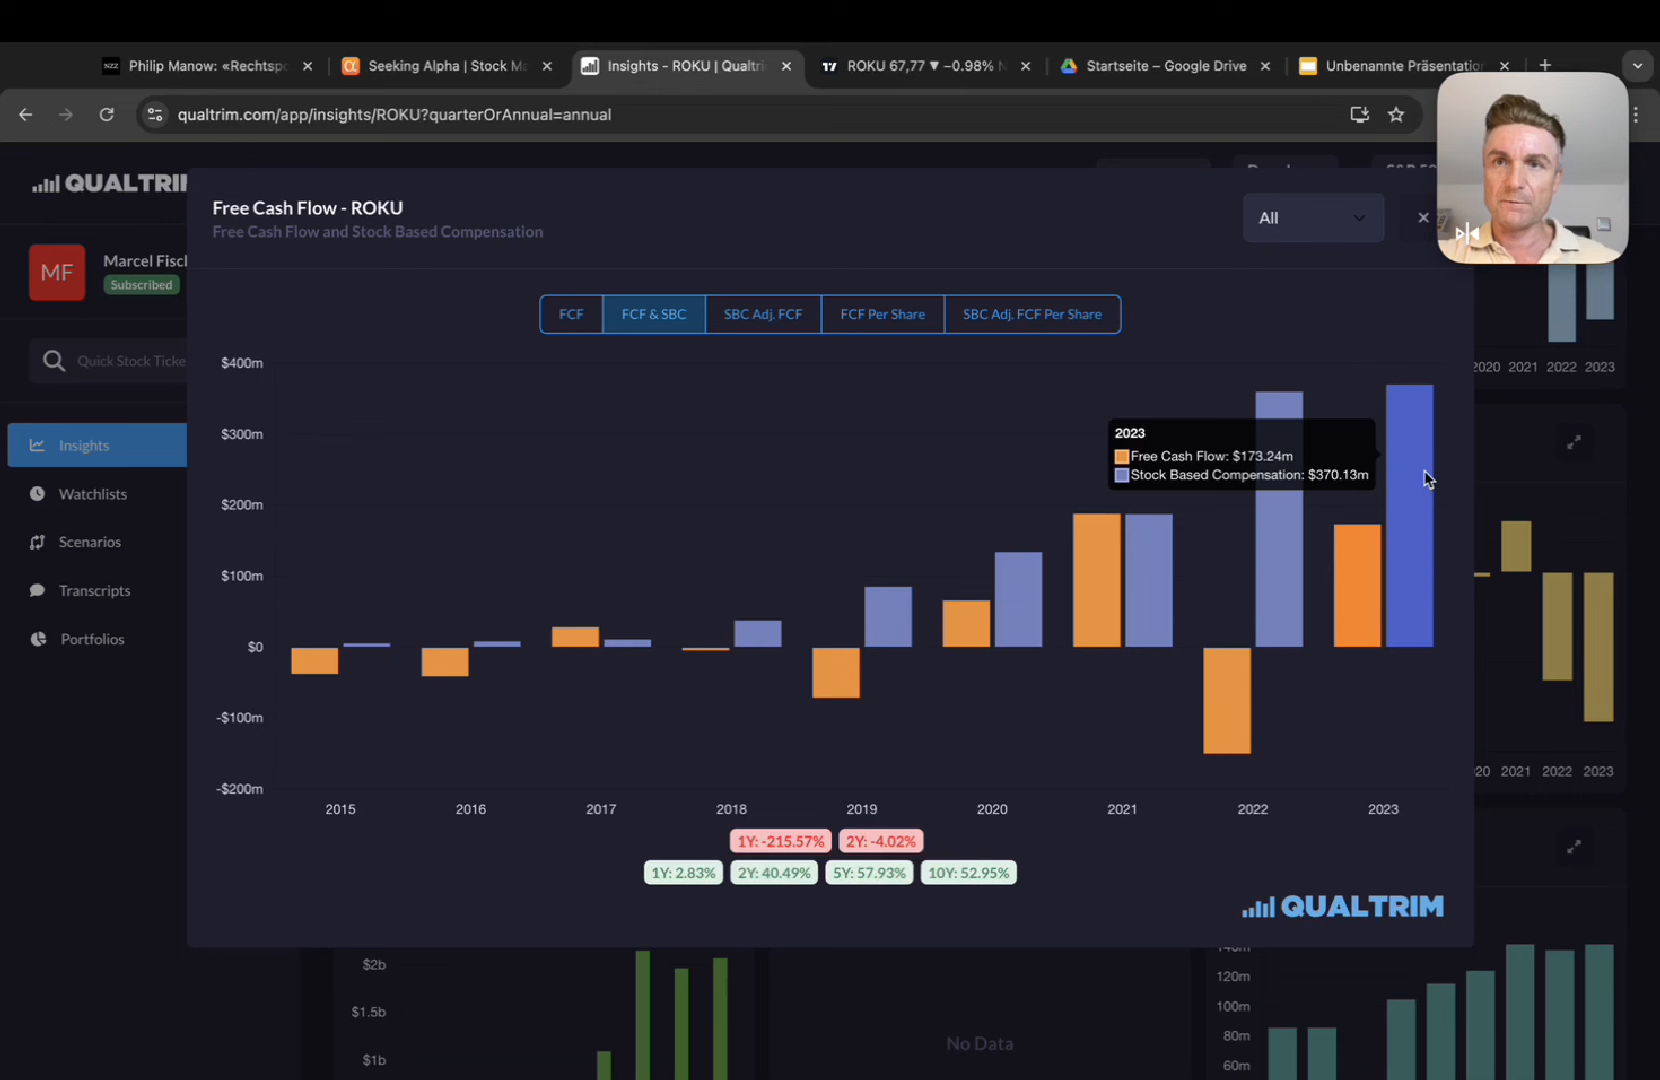 NZZ Philip Manow: «Rechtsp
Seeking Alpha | Stock Ma
Insights - ROKU | Qualtri
ROKU 67,77 ▼ −0.98%
Startseite – Google Drive
Unbenannte Präsentation
qualtrim.com/app/insights/ROKU?quarterOrAnnual=annual
QUALTRI
MF
Marcel Fisc
Subscribed
Quick Stock Ticke
Insights
Watchlists
Scenarios
Transcripts
Portfolios
Free Cash Flow - ROKU
Free Cash Flow and Stock Based Compensation
All
FCF
FCF & SBC
SBC Adj. FCF
FCF Per Share
SBC Adj. FCF Per Share
$400m
$300m
$200m
$100m
$0
-$100m
-$200m
2023
Free Cash Flow: $173.24m
Stock Based Compensation: $370.13m
2015 2016 2017 2018 2019 2020 2021 2022 2023
1Y: -215.57% 2Y: -4.02%
1Y: 2.83% 2Y: 40.49% 5Y: 57.93% 10Y: 52.95%
QUALTRIM
2020 2021 2022 2023
20 2021 2022 2023
$2b
$1.5b
$1b
No Data
140m
120m
100m
80m
60m